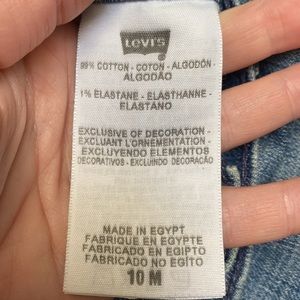 Levi's
99% COTTON - COTON - ALGODÓN -
ALGODÃO
1% ELASTANE - ELASTHANNE -
ELASTANO
EXCLUSIVE OF DECORATION -
EXCLUANT L'ORNEMENTATION -
EXCLUYENDO ELEMENTOS
DECORATIVOS - EXCLUINDO DECORAÇÃO
MADE IN EGYPT
FABRIQUE EN EGYPTE
FABRICADO EN EGIPTO
FABRICADO NO EGITO
10 M